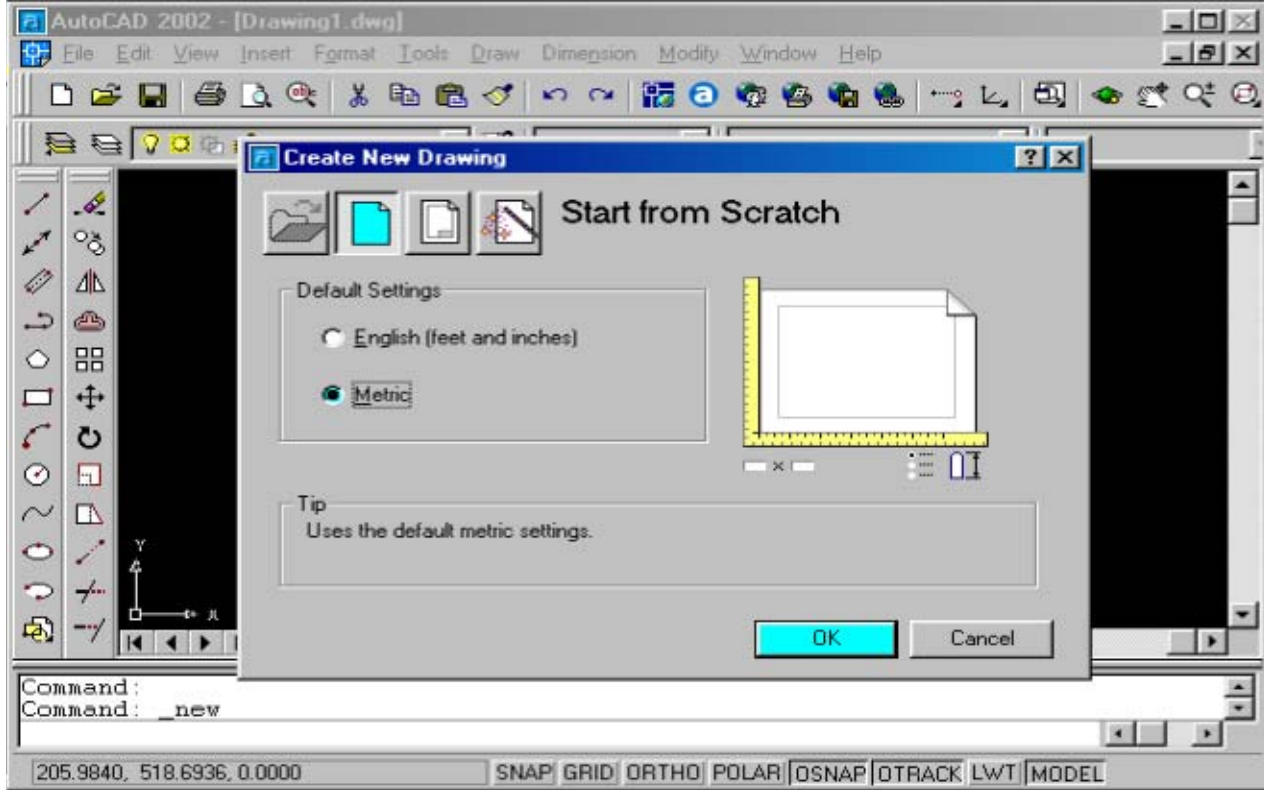 AutoCAD 2002 - [Drawing1.dwg]
File Edit View Insert Format Tools Draw Dimension Modify Window Help
Create New Drawing
Start from Scratch
Default Settings
English (feet and inches)
Metric
Tip
Uses the default metric settings.
OK Cancel
Y
X
Command:
Command: _new
205.9840, 518.6936, 0.0000 SNAP GRID ORTHO POLAR OSNAP OTRACK LWT MODEL